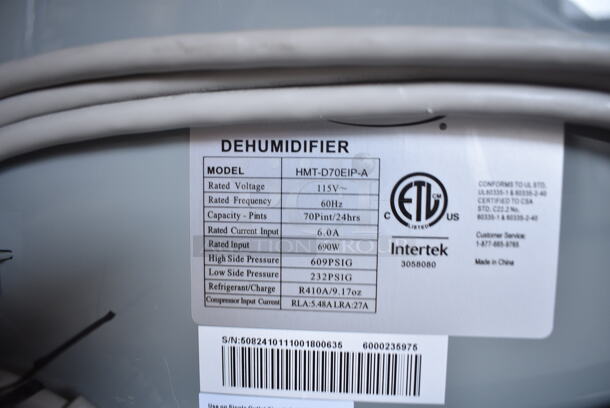 ®
DEHUMIDIFIER
MODEL HMT-D70EIP-A
Rated Voltage 115V~
Rated Frequency 60Hz
Capacity - Pints 70Pint/24hrs
Rated Current Input 6.0A
Rated Input 690W
High Side Pressure 609PSIG
Low Side Pressure 232PSIG
Refrigerant/Charge R410A/9.17oz
Compressor Input Current RLA:5.48A LRA:27A
C ETL US
LISTED
Intertek
3058080
CONFORMS TO UL STD.
UL60335-1 & 60335-2-40
CERTIFIED TO CSA
STD. C22.2 No.
60335-1 & 60335-2-40
Customer Service:
1-877-865-9765
Made in China
S/N:5082410111001800635 6000235975